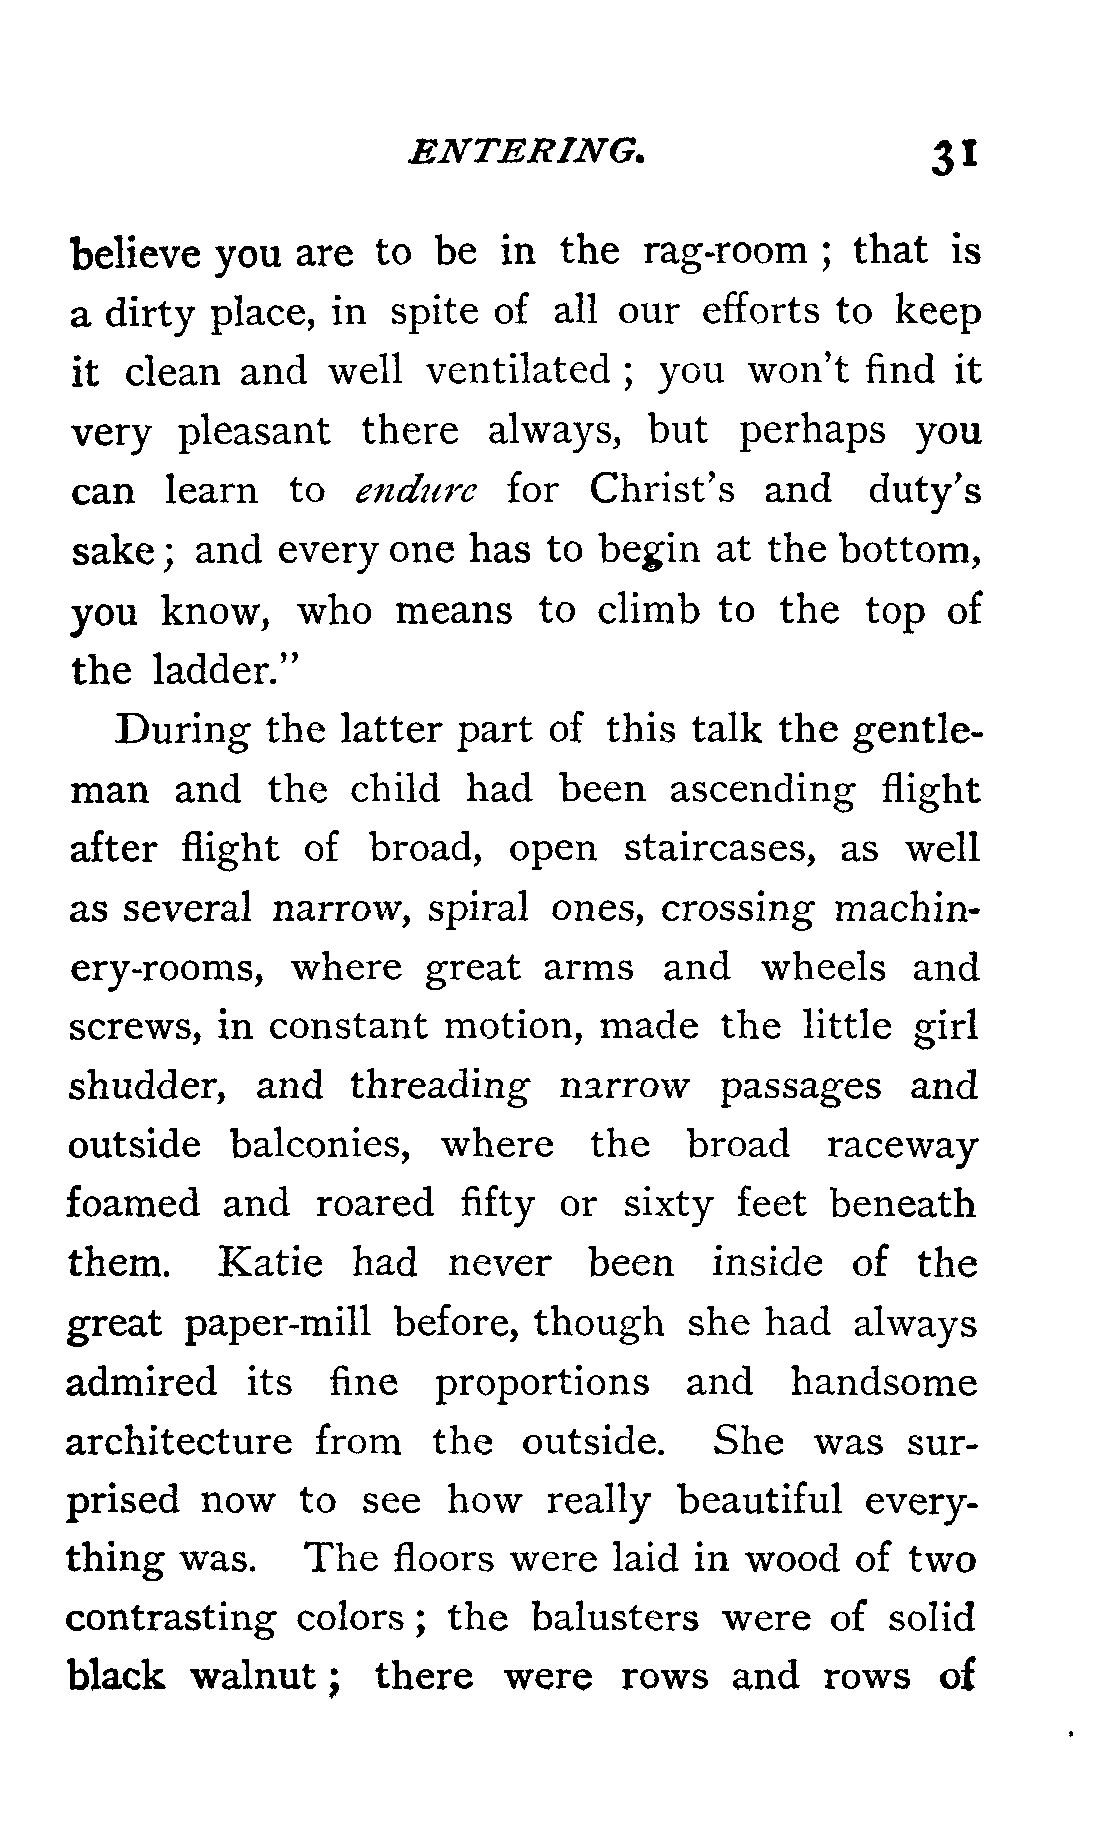 ENTERING. 31
believe you are to be in the rag-room ; that is
a dirty place, in spite of all our efforts to keep
it clean and well ventilated ; you won't find it
very pleasant there always, but perhaps you
can learn to endure for Christ's and duty's
sake ; and every one has to begin at the bottom,
you know, who means to climb to the top of
the ladder."
During the latter part of this talk the gentle-
man and the child had been ascending flight
after flight of broad, open staircases, as well
as several narrow, spiral ones, crossing machin-
ery-rooms, where great arms and wheels and
screws, in constant motion, made the little girl
shudder, and threading narrow passages and
outside balconies, where the broad raceway
foamed and roared fifty or sixty feet beneath
them. Katie had never been inside of the
great paper-mill before, though she had always
admired its fine proportions and handsome
architecture from the outside. She was sur-
prised now to see how really beautiful every-
thing was. The floors were laid in wood of two
contrasting colors ; the balusters were of solid
black walnut ; there were rows and rows of